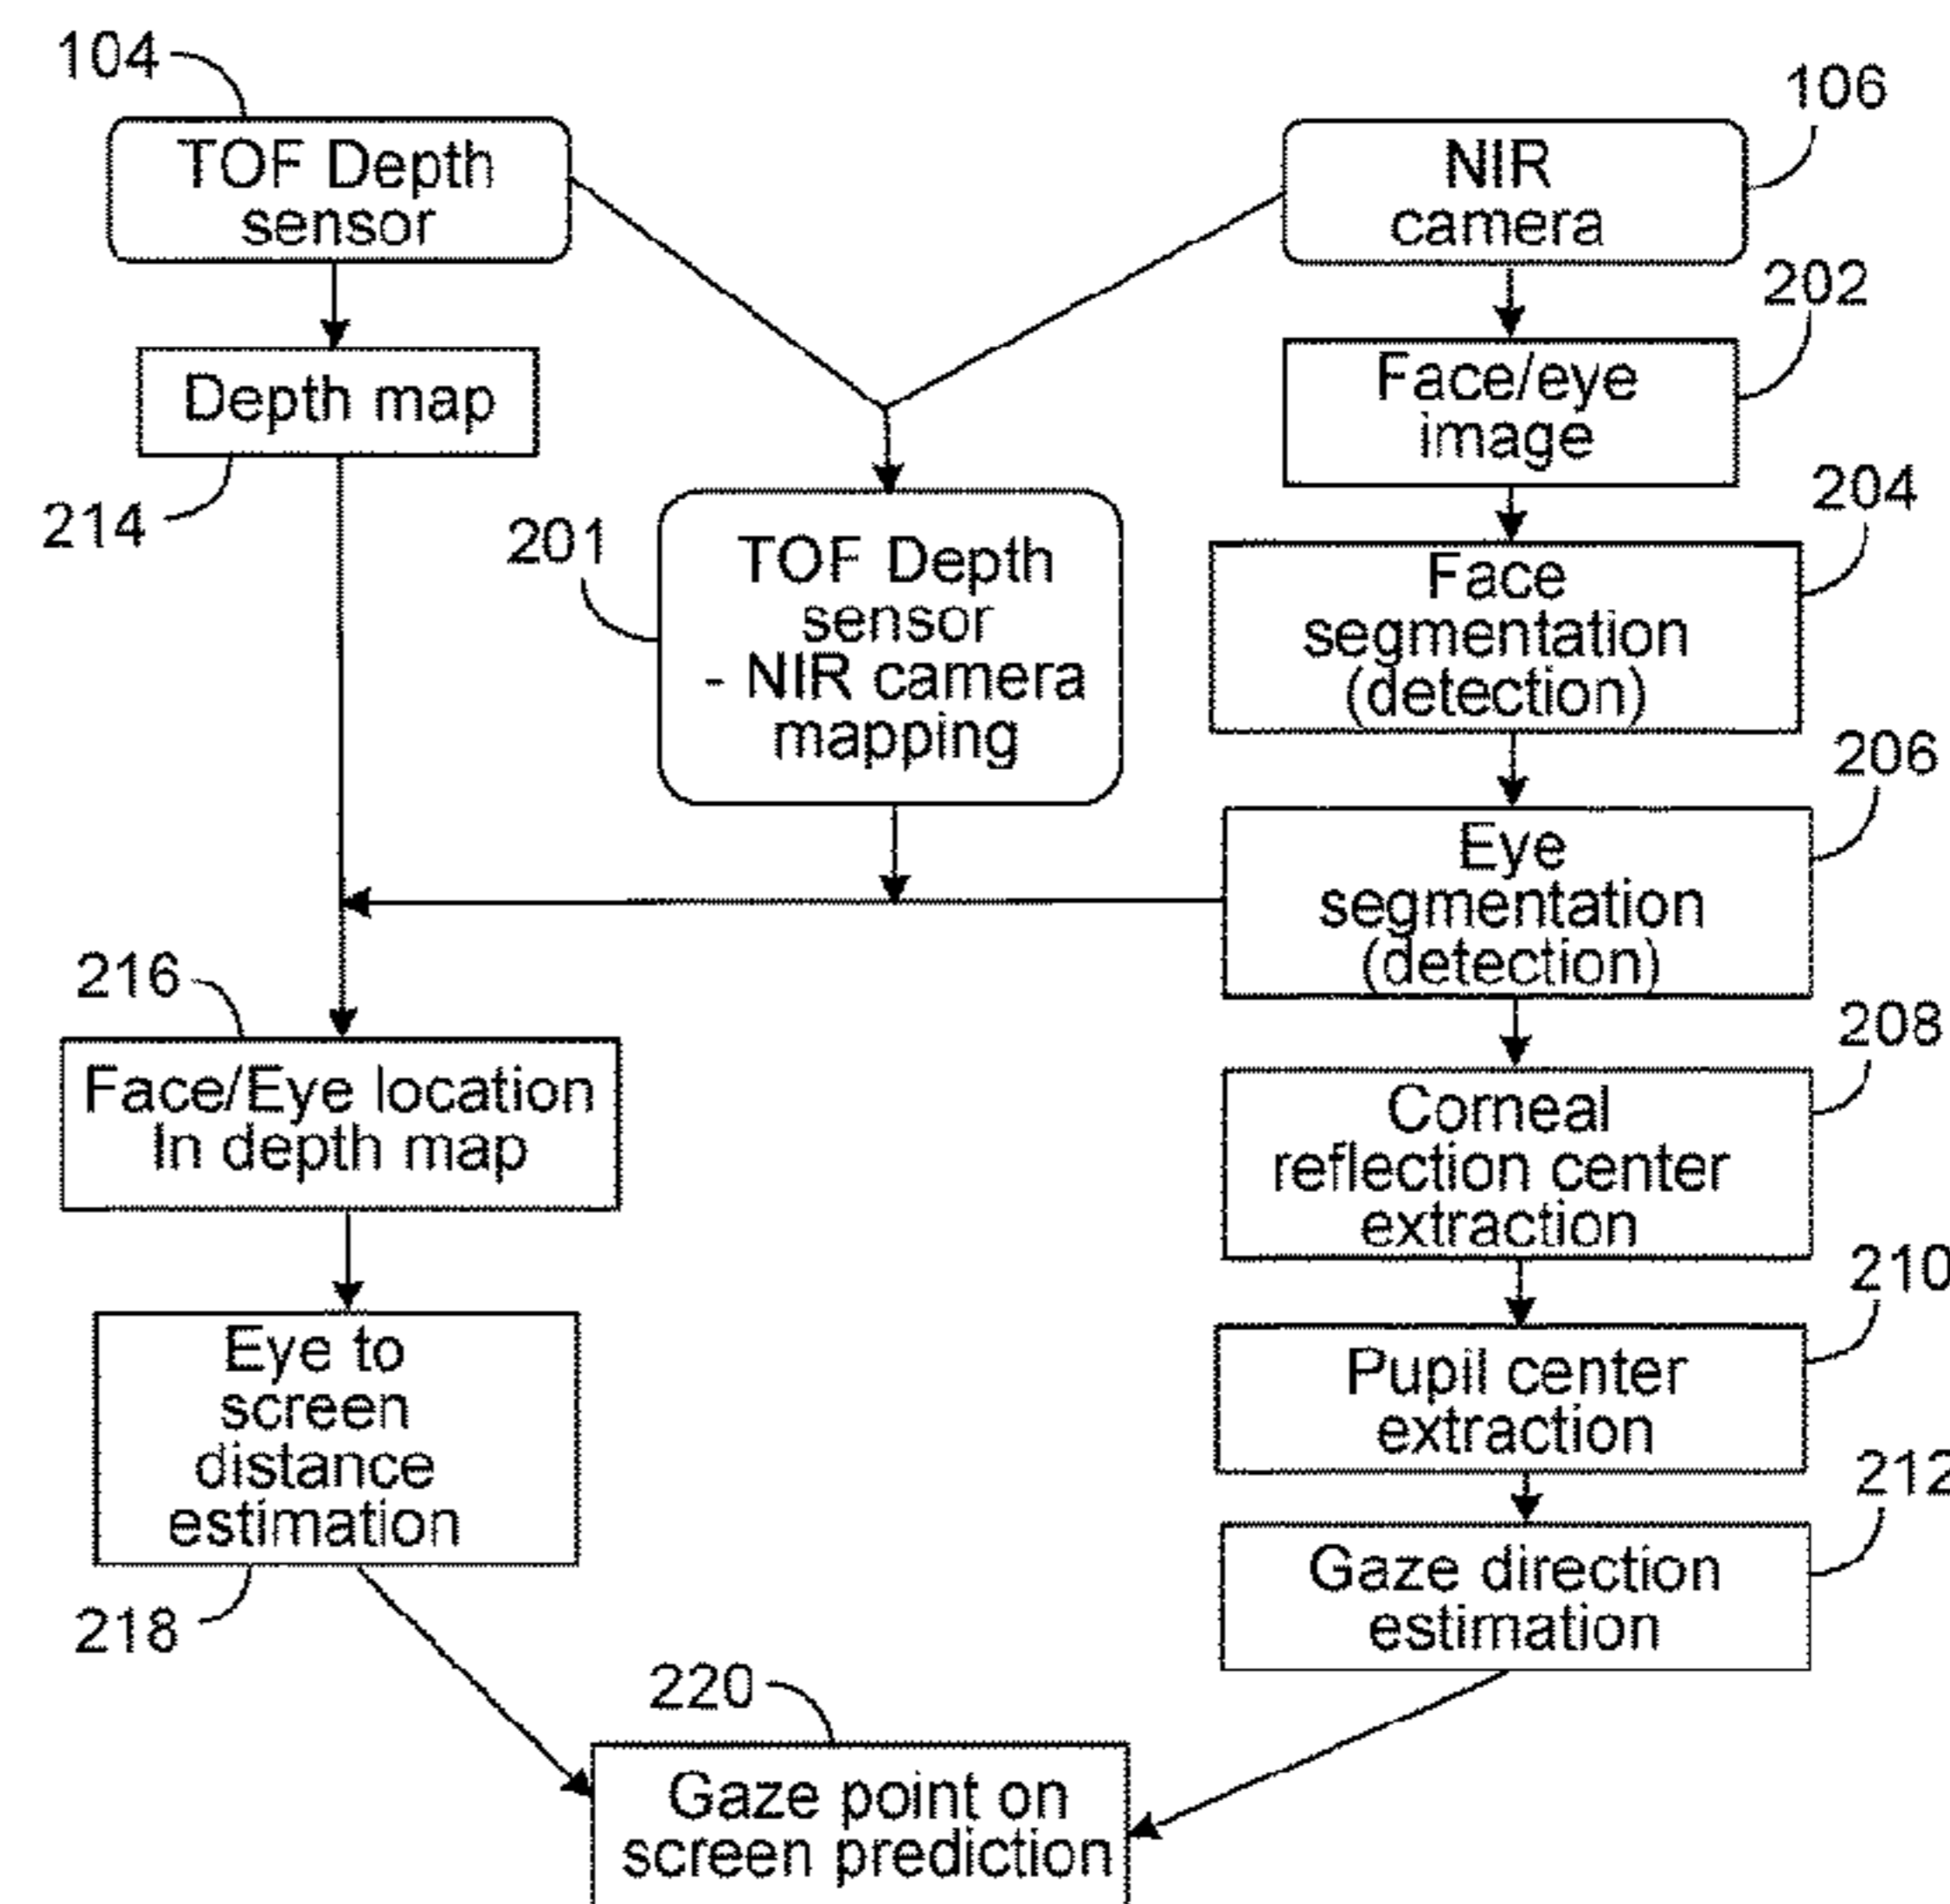 104
TOF Depth
sensor
106
NIR
camera
202
Face/eye
image
Depth map
214
204
Face
segmentation
(detection)
201
TOF Depth
sensor
- NIR camera
mapping
206
Eye
segmentation
(detection)
216
Face/Eye location
In depth map
208
Corneal
reflection center
extraction
Eye to
screen
distance
estimation
218
210
Pupil center
extraction
212
Gaze direction
estimation
220
Gaze point on
screen prediction